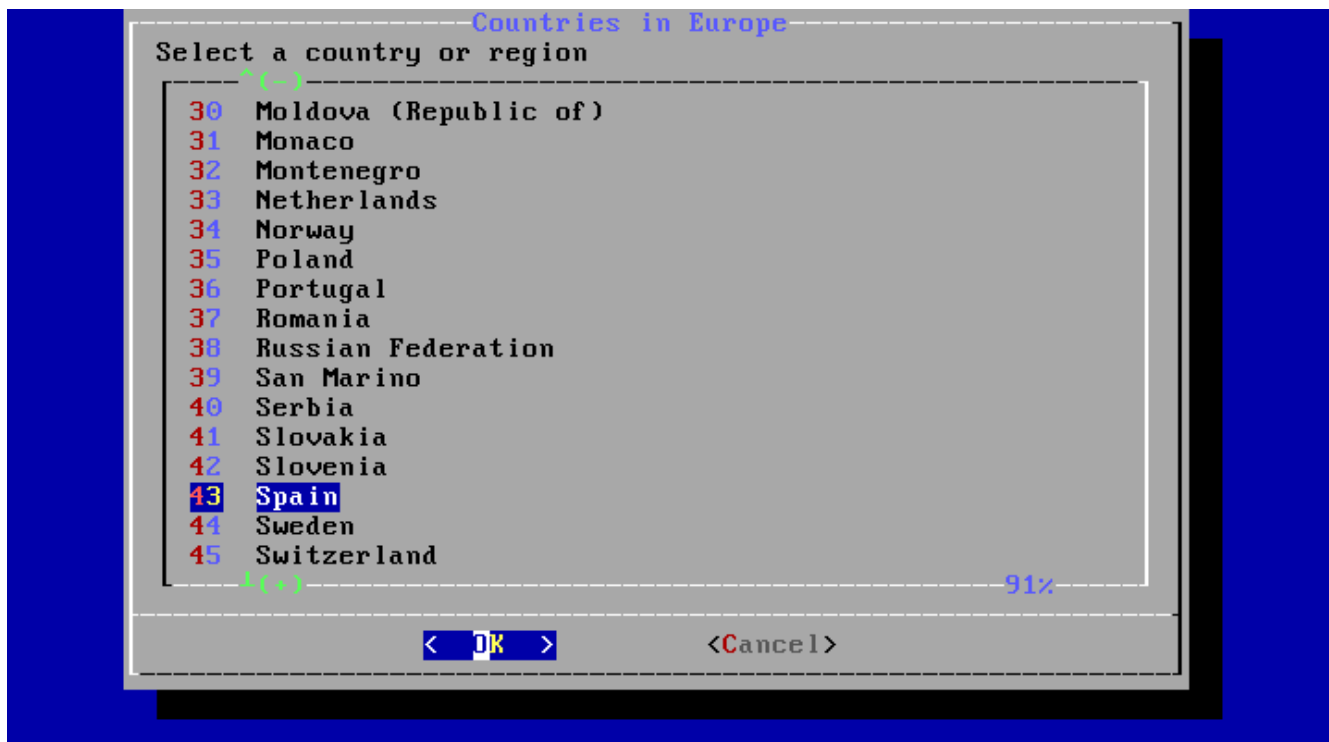 Countries in Europe
Select a country or region
^(-)
30 Moldova (Republic of)
31 Monaco
32 Montenegro
33 Netherlands
34 Norway
35 Poland
36 Portugal
37 Romania
38 Russian Federation
39 San Marino
40 Serbia
41 Slovakia
42 Slovenia
43 Spain
44 Sweden
45 Switzerland
┴(+) 91%
< OK > <Cancel>